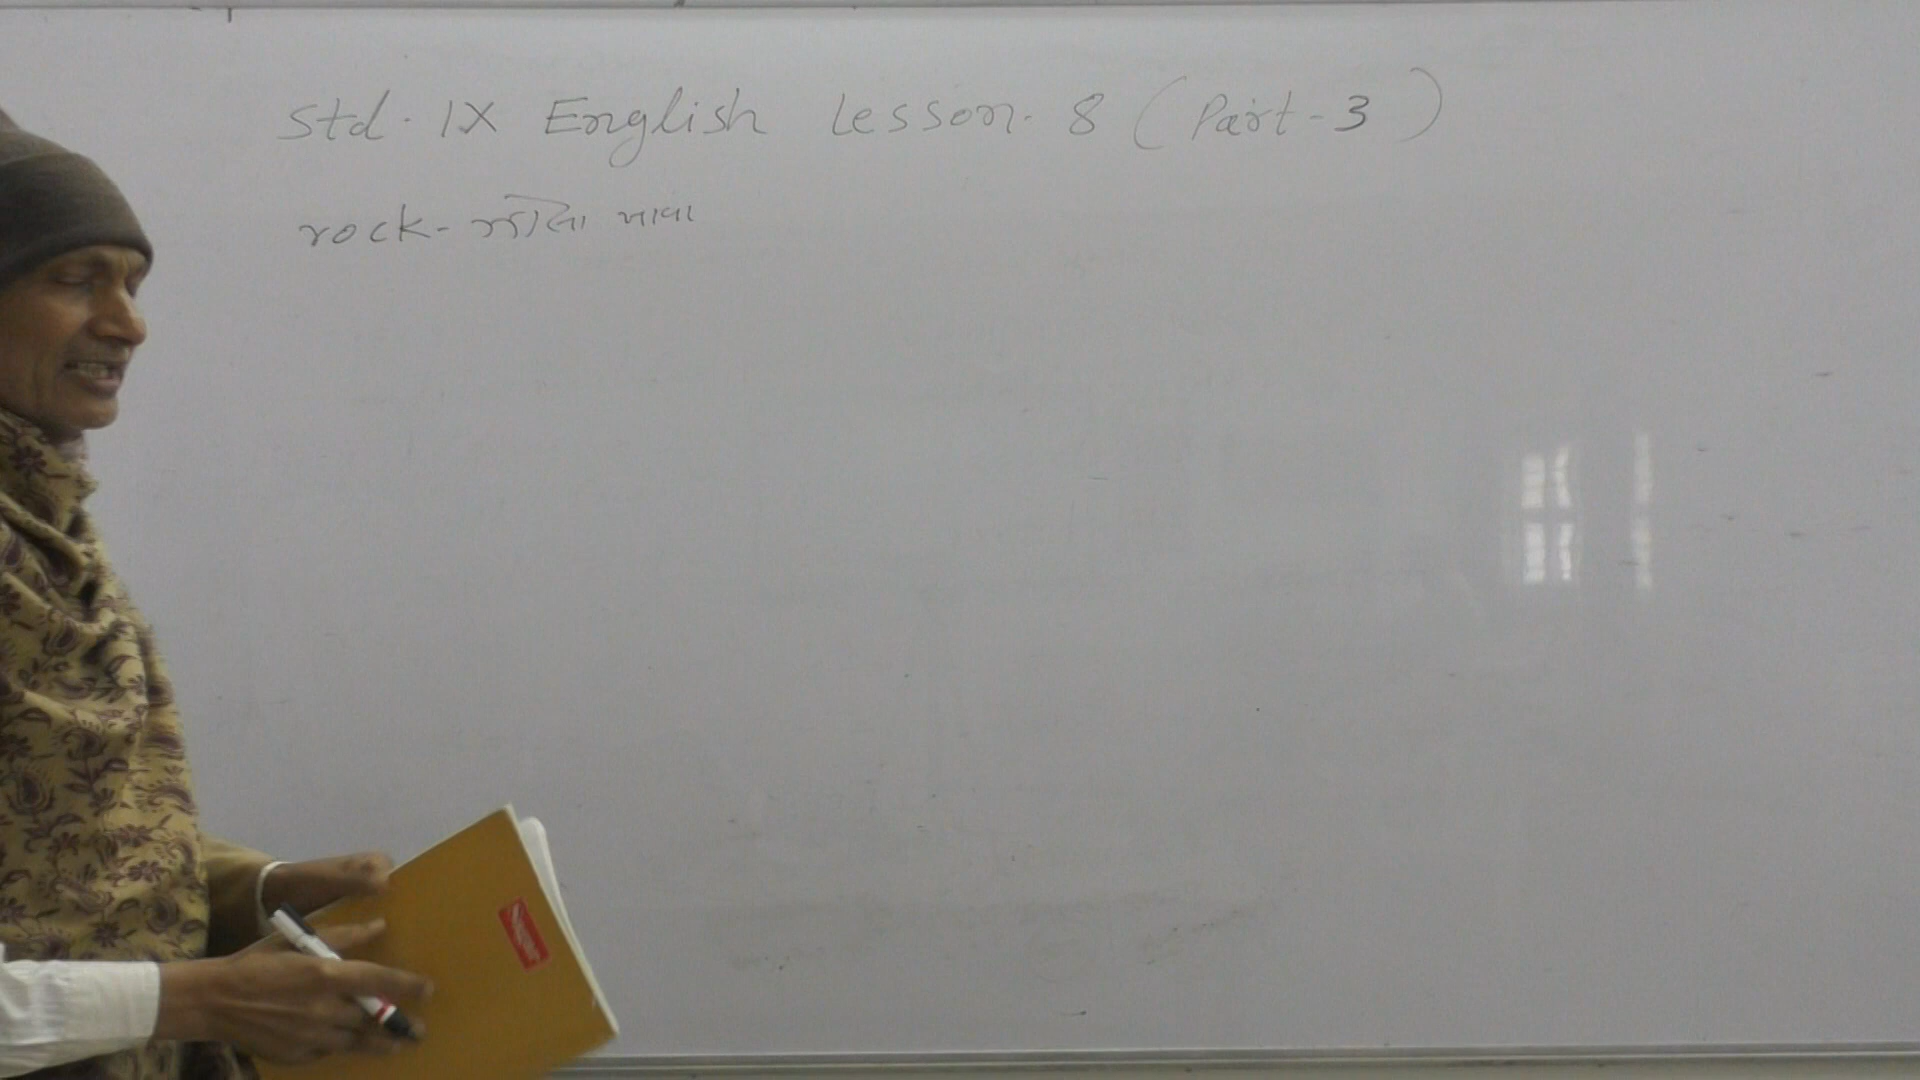 Std. IX English Lesson. 8 (Part-3)
rock- ઝોલા ખાવા